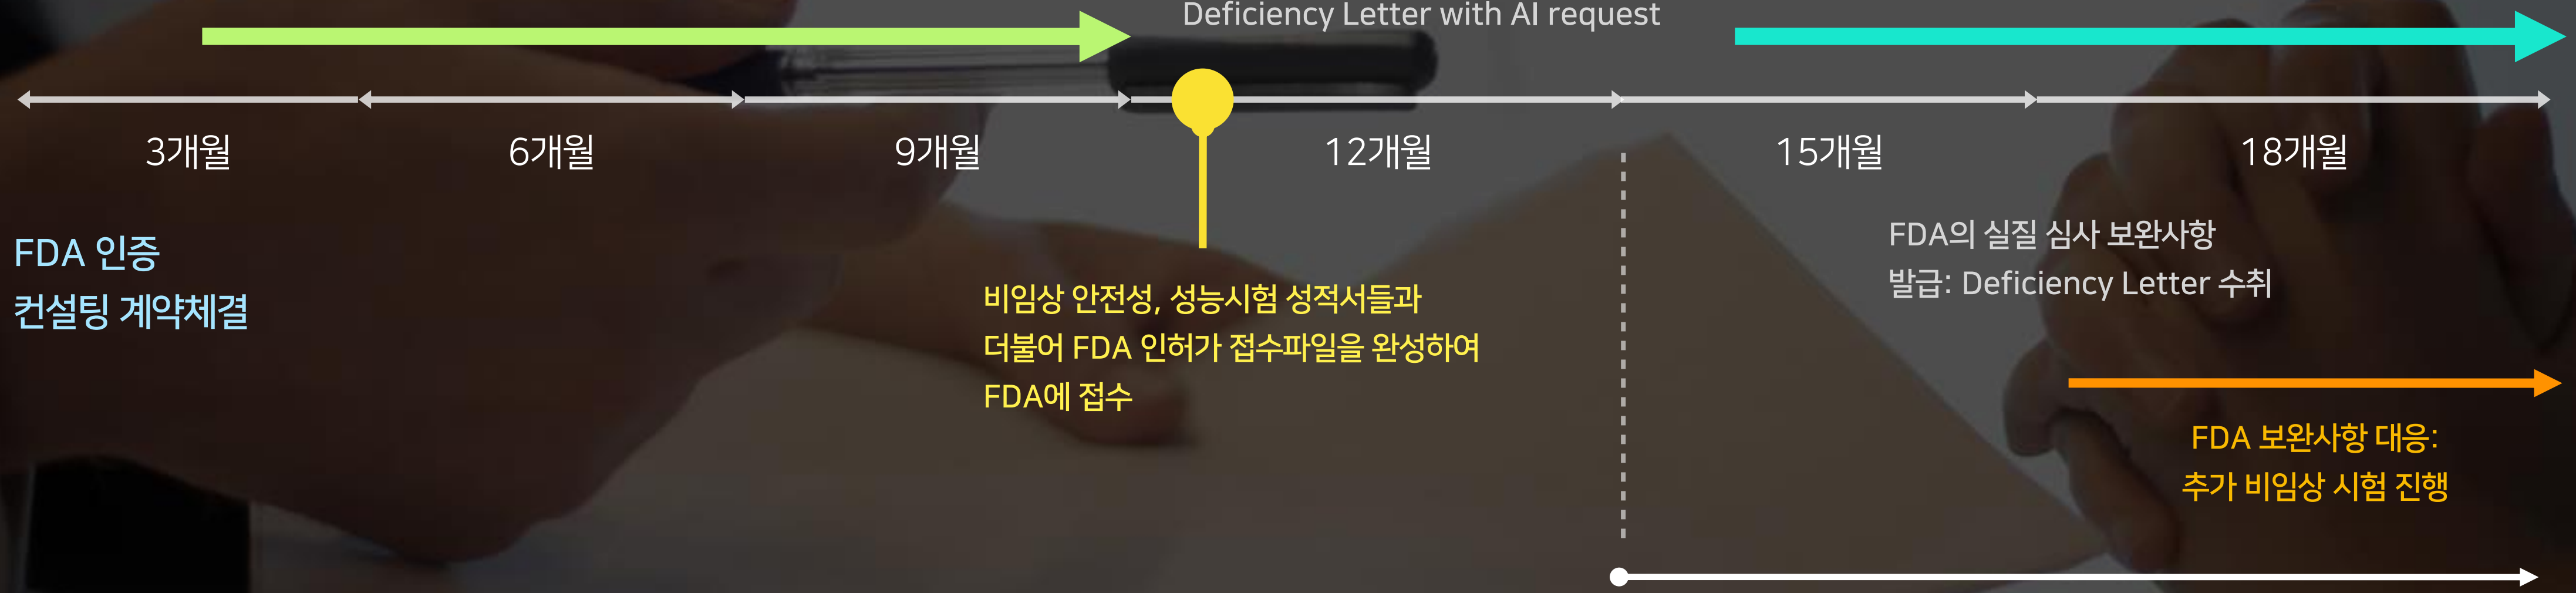 Deficiency Letter with AI request
3개월 6개월 9개월 12개월 15개월 18개월
FDA 인증
컨설팅 계약체결
비임상 안전성, 성능시험 성적서들과
더불어 FDA 인허가 접수파일을 완성하여
FDA에 접수
FDA의 실질 심사 보완사항
발급: Deficiency Letter 수취
FDA 보완사항 대응:
추가 비임상 시험 진행